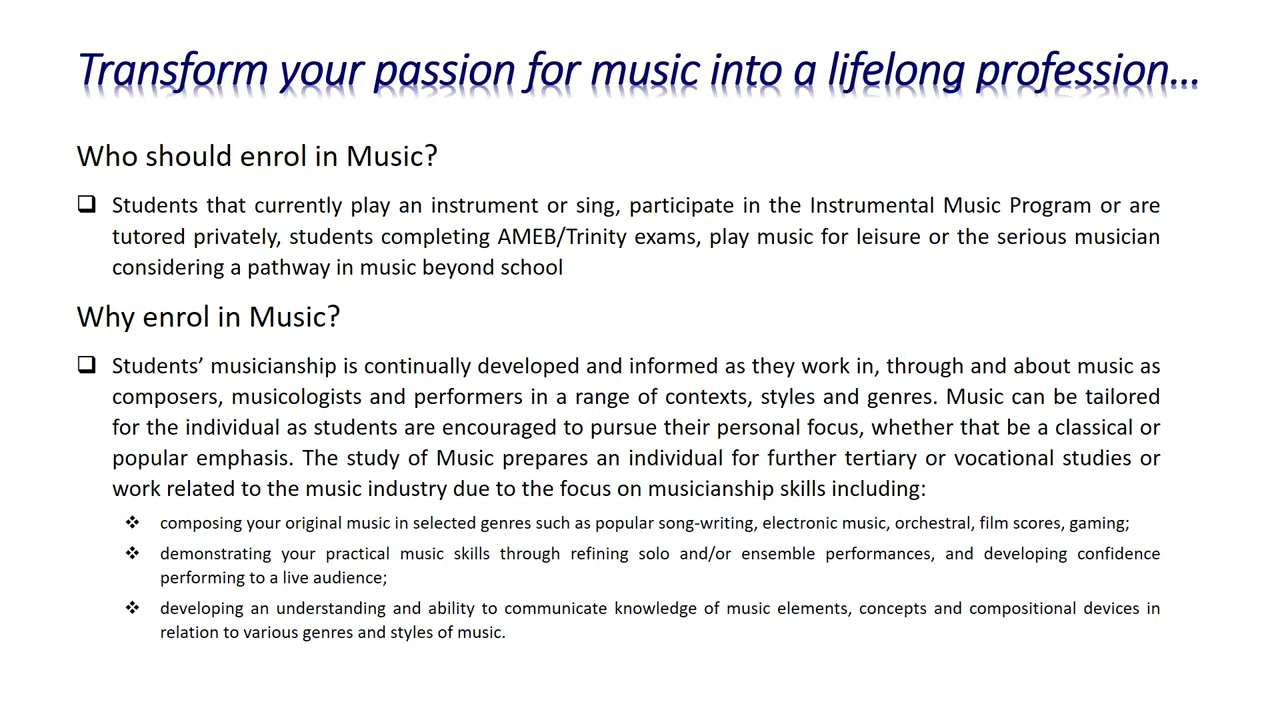 Transform your passion for music into a lifelong profession...
Who should enrol in Music?
❑ Students that currently play an instrument or sing, participate in the Instrumental Music Program or are
tutored privately, students completing AMEB/Trinity exams, play music for leisure or the serious musician
considering a pathway in music beyond school
Why enrol in Music?
❑ Students’ musicianship is continually developed and informed as they work in, through and about music as
composers, musicologists and performers in a range of contexts, styles and genres. Music can be tailored
for the individual as students are encouraged to pursue their personal focus, whether that be a classical or
popular emphasis. The study of Music prepares an individual for further tertiary or vocational studies or
work related to the music industry due to the focus on musicianship skills including:
❖ composing your original music in selected genres such as popular song-writing, electronic music, orchestral, film scores, gaming;
❖ demonstrating your practical music skills through refining solo and/or ensemble performances, and developing confidence
performing to a live audience;
❖ developing an understanding and ability to communicate knowledge of music elements, concepts and compositional devices in
relation to various genres and styles of music.